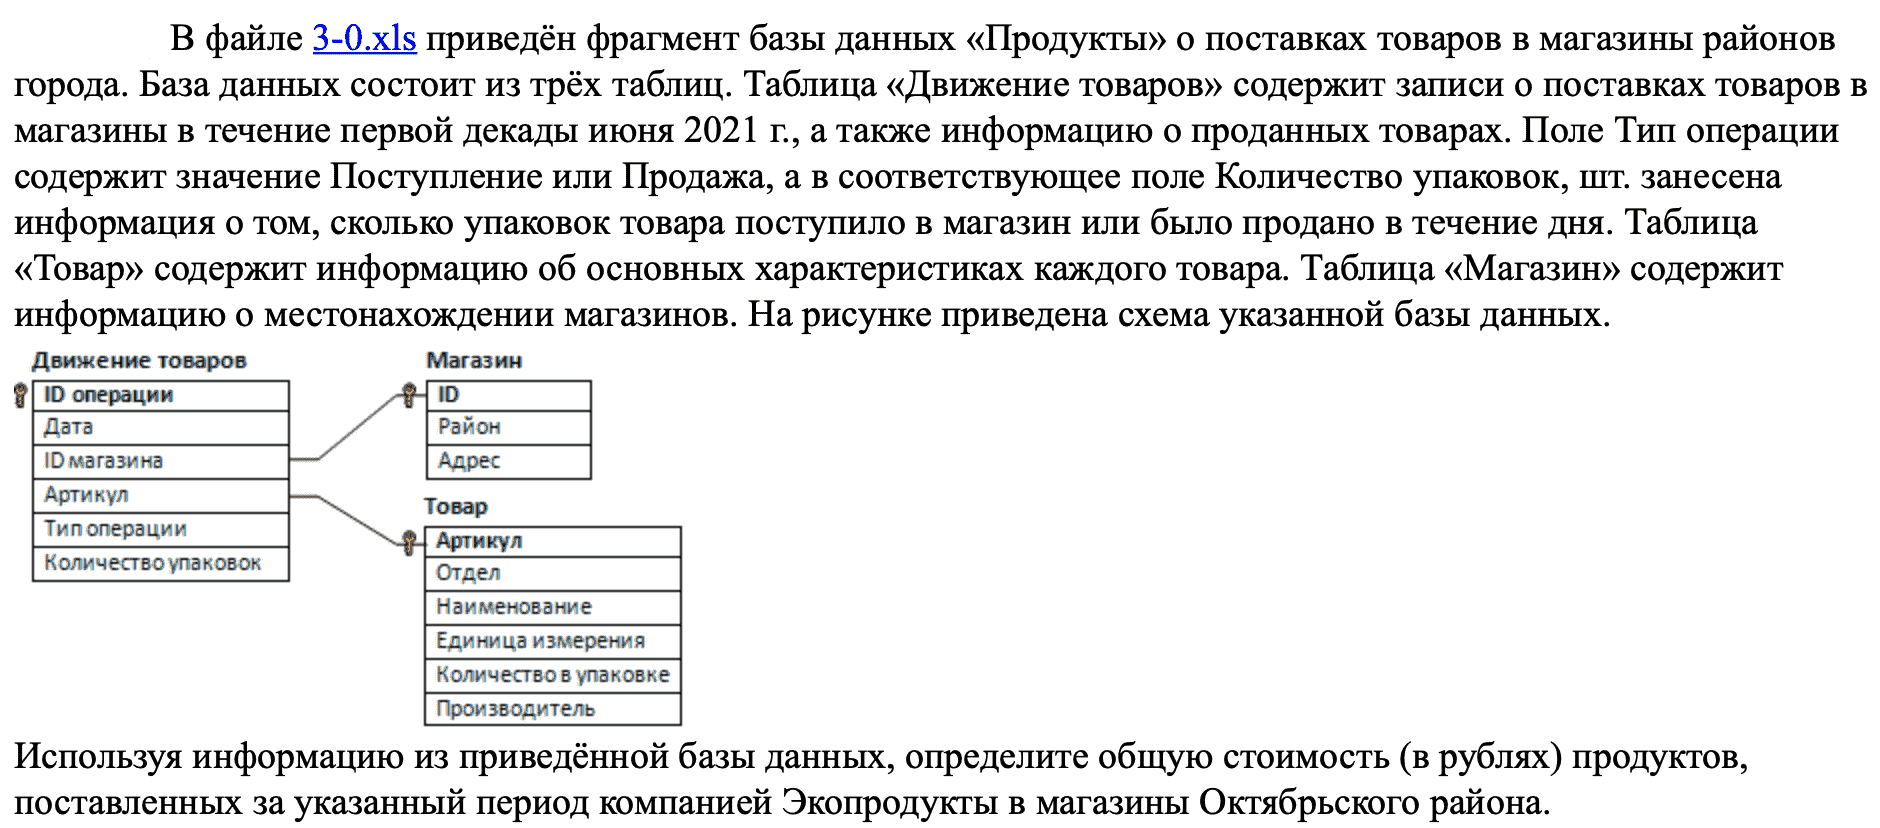 В файле 3-0.xls приведён фрагмент базы данных «Продукты» о поставках товаров в магазины районов
города. База данных состоит из трёх таблиц. Таблица «Движение товаров» содержит записи о поставках товаров в
магазины в течение первой декады июня 2021 г., а также информацию о проданных товарах. Поле Тип операции
содержит значение Поступление или Продажа, а в соответствующее поле Количество упаковок, шт. занесена
информация о том, сколько упаковок товара поступило в магазин или было продано в течение дня. Таблица
«Товар» содержит информацию об основных характеристиках каждого товара. Таблица «Магазин» содержит
информацию о местонахождении магазинов. На рисунке приведена схема указанной базы данных.
Движение товаров
ID операции
Дата
ID магазина
Артикул
Тип операции
Количество упаковок
Магазин
ID
Район
Адрес
Товар
Артикул
Отдел
Наименование
Единица измерения
Количество в упаковке
Производитель
Используя информацию из приведённой базы данных, определите общую стоимость (в рублях) продуктов,
поставленных за указанный период компанией Экопродукты в магазины Октябрьского района.